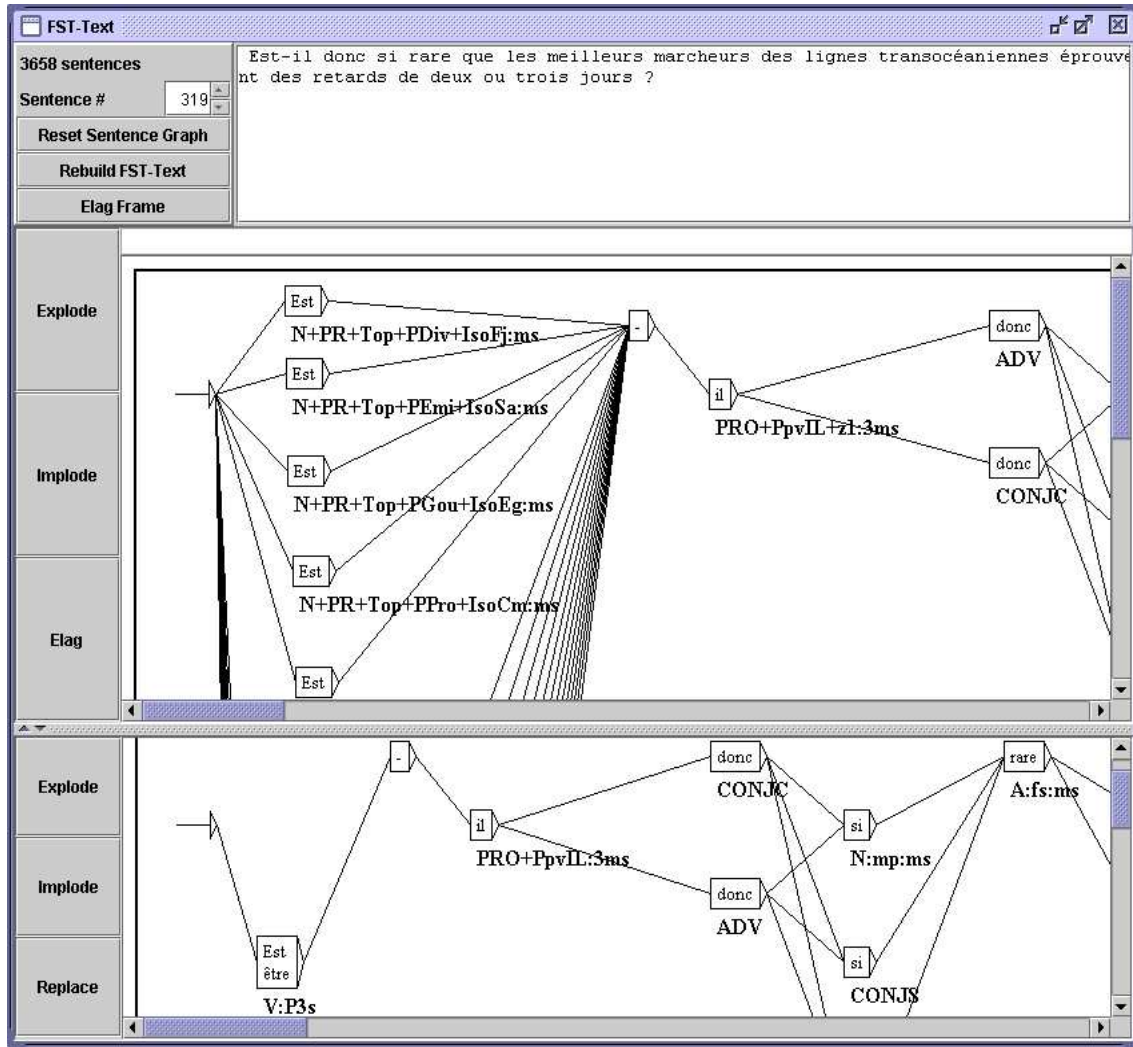 FST-Text
3658 sentences
Sentence # 319
Reset Sentence Graph
Rebuild FST-Text
Elag Frame
Est-il donc si rare que les meilleurs marcheurs des lignes transocéaniennes éprouve
nt des retards de deux ou trois jours ?
Explode
Implode
Elag
Est
N+PR+Top+PDiv+IsoFj:ms
Est
N+PR+Top+PEmi+IsoSa:ms
Est
N+PR+Top+PGou+IsoEg:ms
Est
N+PR+Top+PPro+IsoCm:ms
Est
-
il
PRO+PpvIL+z1:3ms
donc
ADV
donc
CONJC
Explode
Implode
Replace
Est
être
V:P3s
-
il
PRO+PpvIL:3ms
donc
CONJC
donc
ADV
si
N:mp:ms
si
CONJS
rare
A:fs:ms